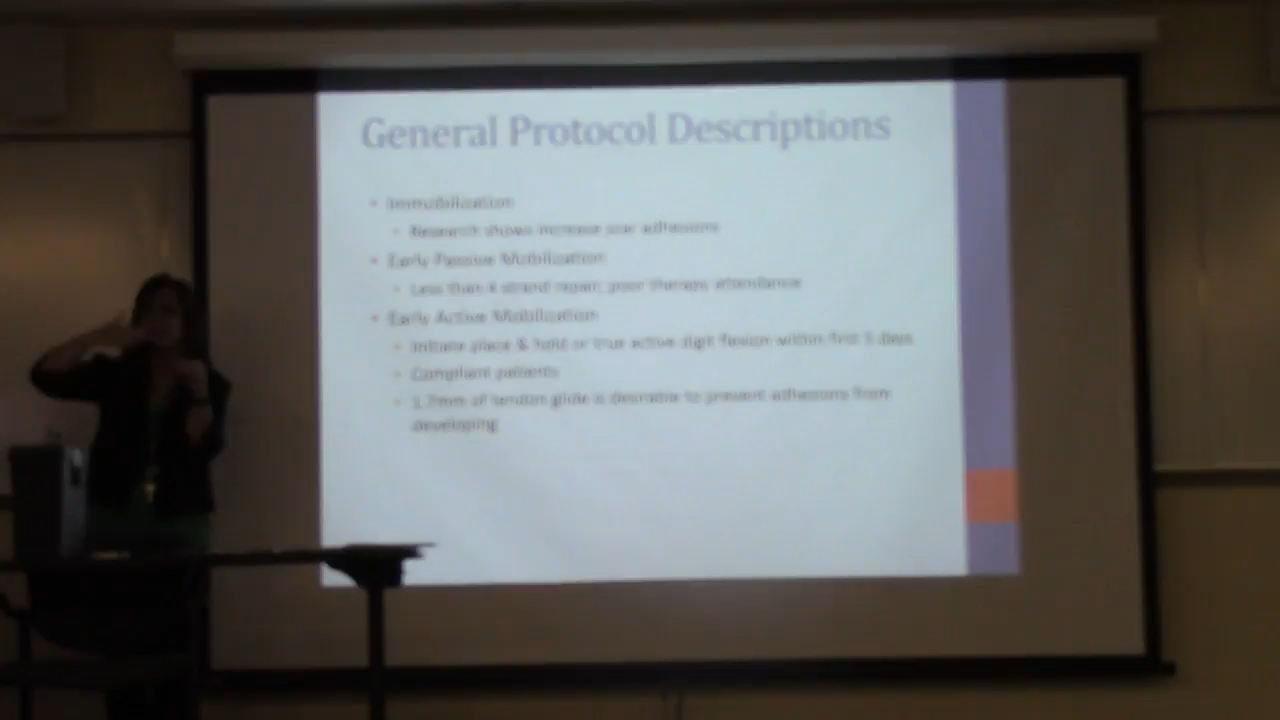 General Protocol Descriptions
• Immobilization
• Research shows increase scar adhesions
• Early Passive Mobilization
• Less than 4 strand repair, poor therapy attendance
• Early Active Mobilization
• Initiate place & hold or true active digit flexion within first 5 days
• Compliant patients
• 1.7mm of tendon glide is desirable to prevent adhesions from
developing